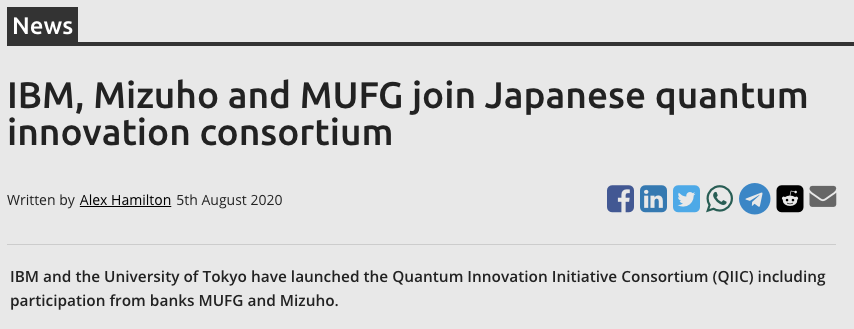 News
IBM, Mizuho and MUFG join Japanese quantum
innovation consortium
Written by Alex Hamilton 5th August 2020
IBM and the University of Tokyo have launched the Quantum Innovation Initiative Consortium (QIIC) including
participation from banks MUFG and Mizuho.